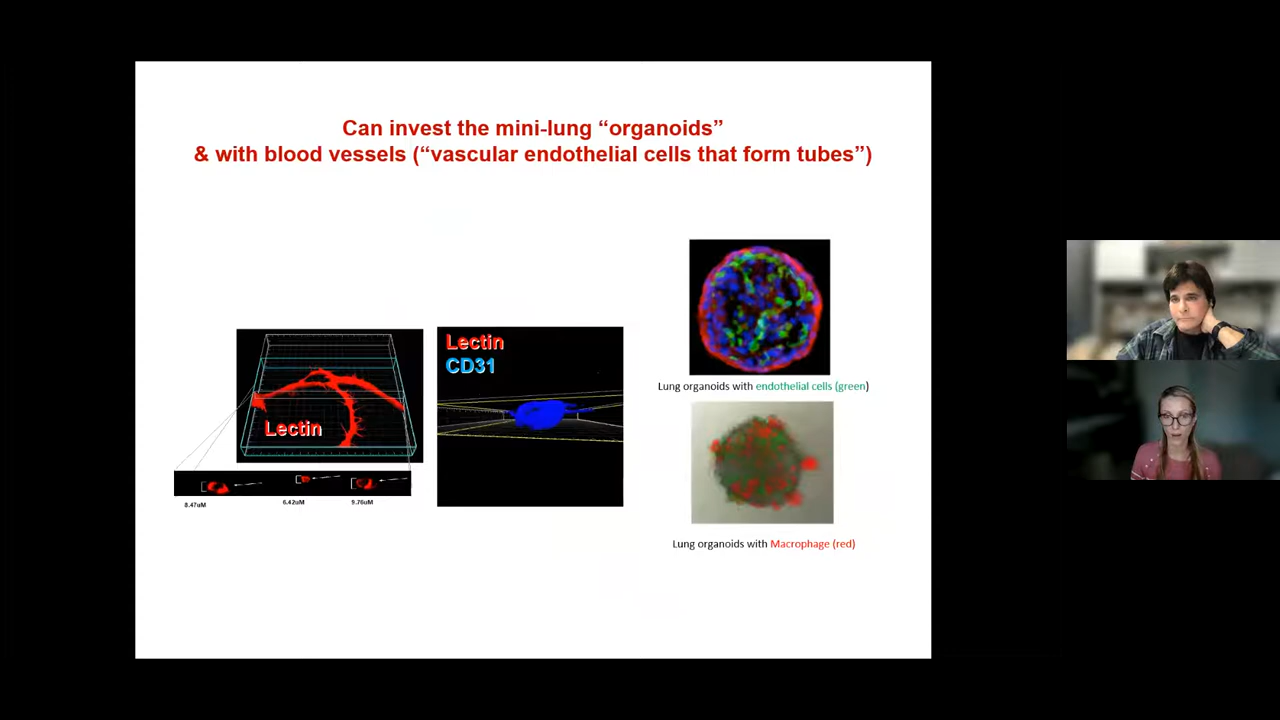 Can invest the mini-lung “organoids”
& with blood vessels (“vascular endothelial cells that form tubes”)
Lectin
8.47uM
6.42uM
9.76uM
Lectin
CD31
Lung organoids with endothelial cells (green)
Lung organoids with Macrophage (red)